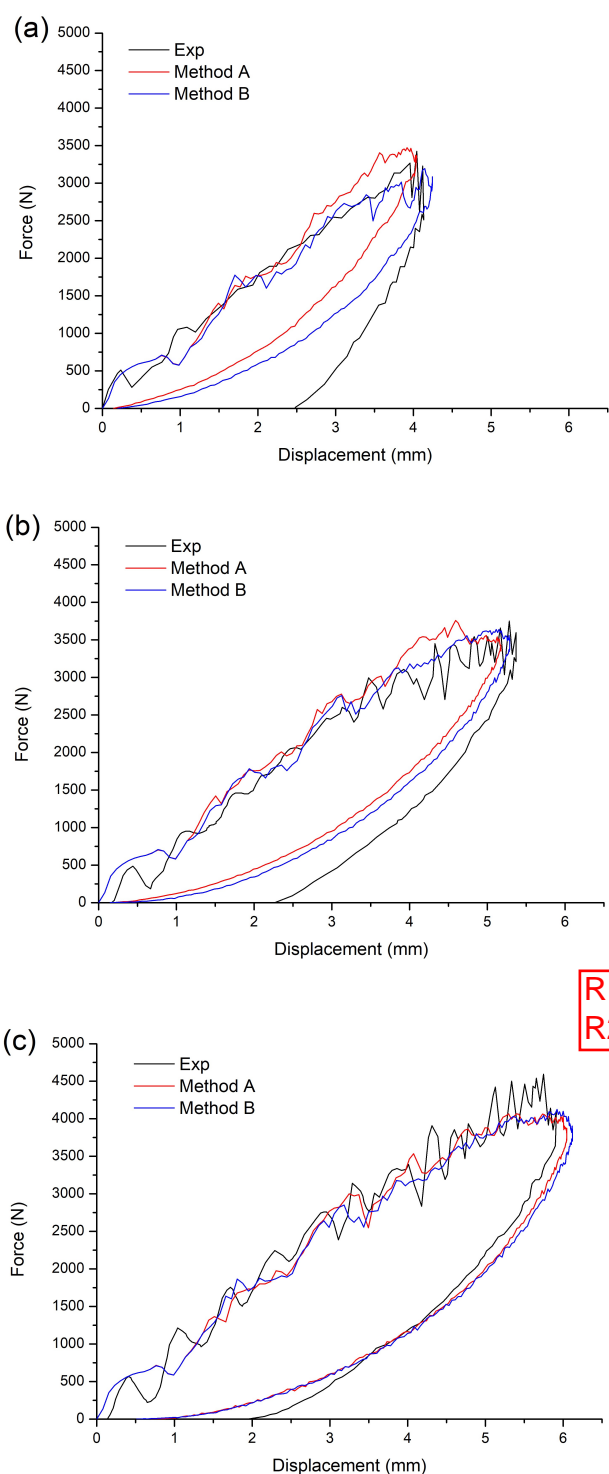 (a)
5000
4500
4000
3500
3000
2500
2000
1500
1000
500
0
Force (N)
Exp
Method A
Method B
0 1 2 3 4 5 6
Displacement (mm)
(b)
5000
4500
4000
3500
3000
2500
2000
1500
1000
500
0
Force (N)
Exp
Method A
Method B
0 1 2 3 4 5 6
Displacement (mm)
R
(c)
5000
4500
4000
3500
3000
2500
2000
1500
1000
500
0
Force (N)
Exp
Method A
Method B
0 1 2 3 4 5 6
Displacement (mm)